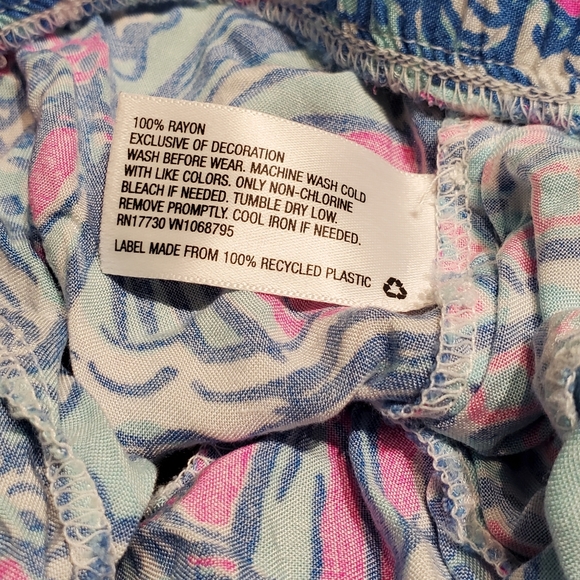 100% RAYON
EXCLUSIVE OF DECORATION
WASH BEFORE WEAR. MACHINE WASH COLD
WITH LIKE COLORS. ONLY NON-CHLORINE
BLEACH IF NEEDED. TUMBLE DRY LOW.
REMOVE PROMPTLY. COOL IRON IF NEEDED.
RN17730 VN1068795
LABEL MADE FROM 100% RECYCLED PLASTIC